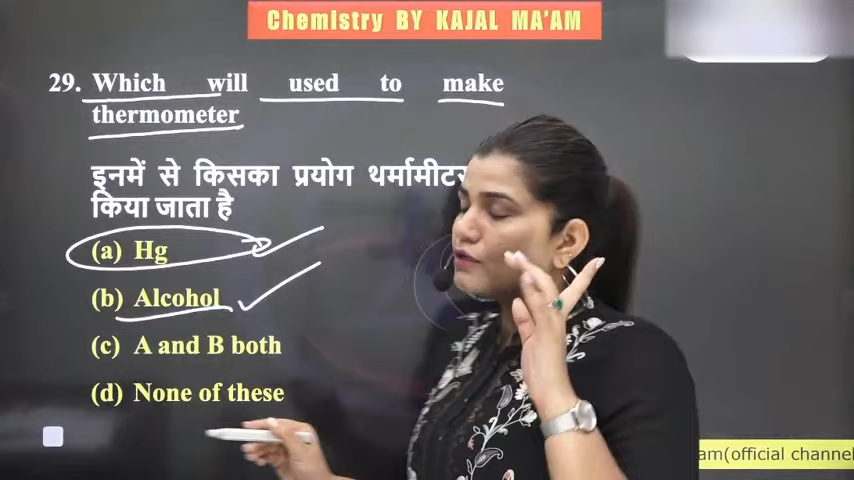 Chemistry BY KAJAL MA'AM
29. Which will used to make
thermometer
इनमें से किसका प्रयोग थर्मामीटर
किया जाता है
(a) Hg
(b) Alcohol
(c) A and B both
(d) None of these
am(official channel